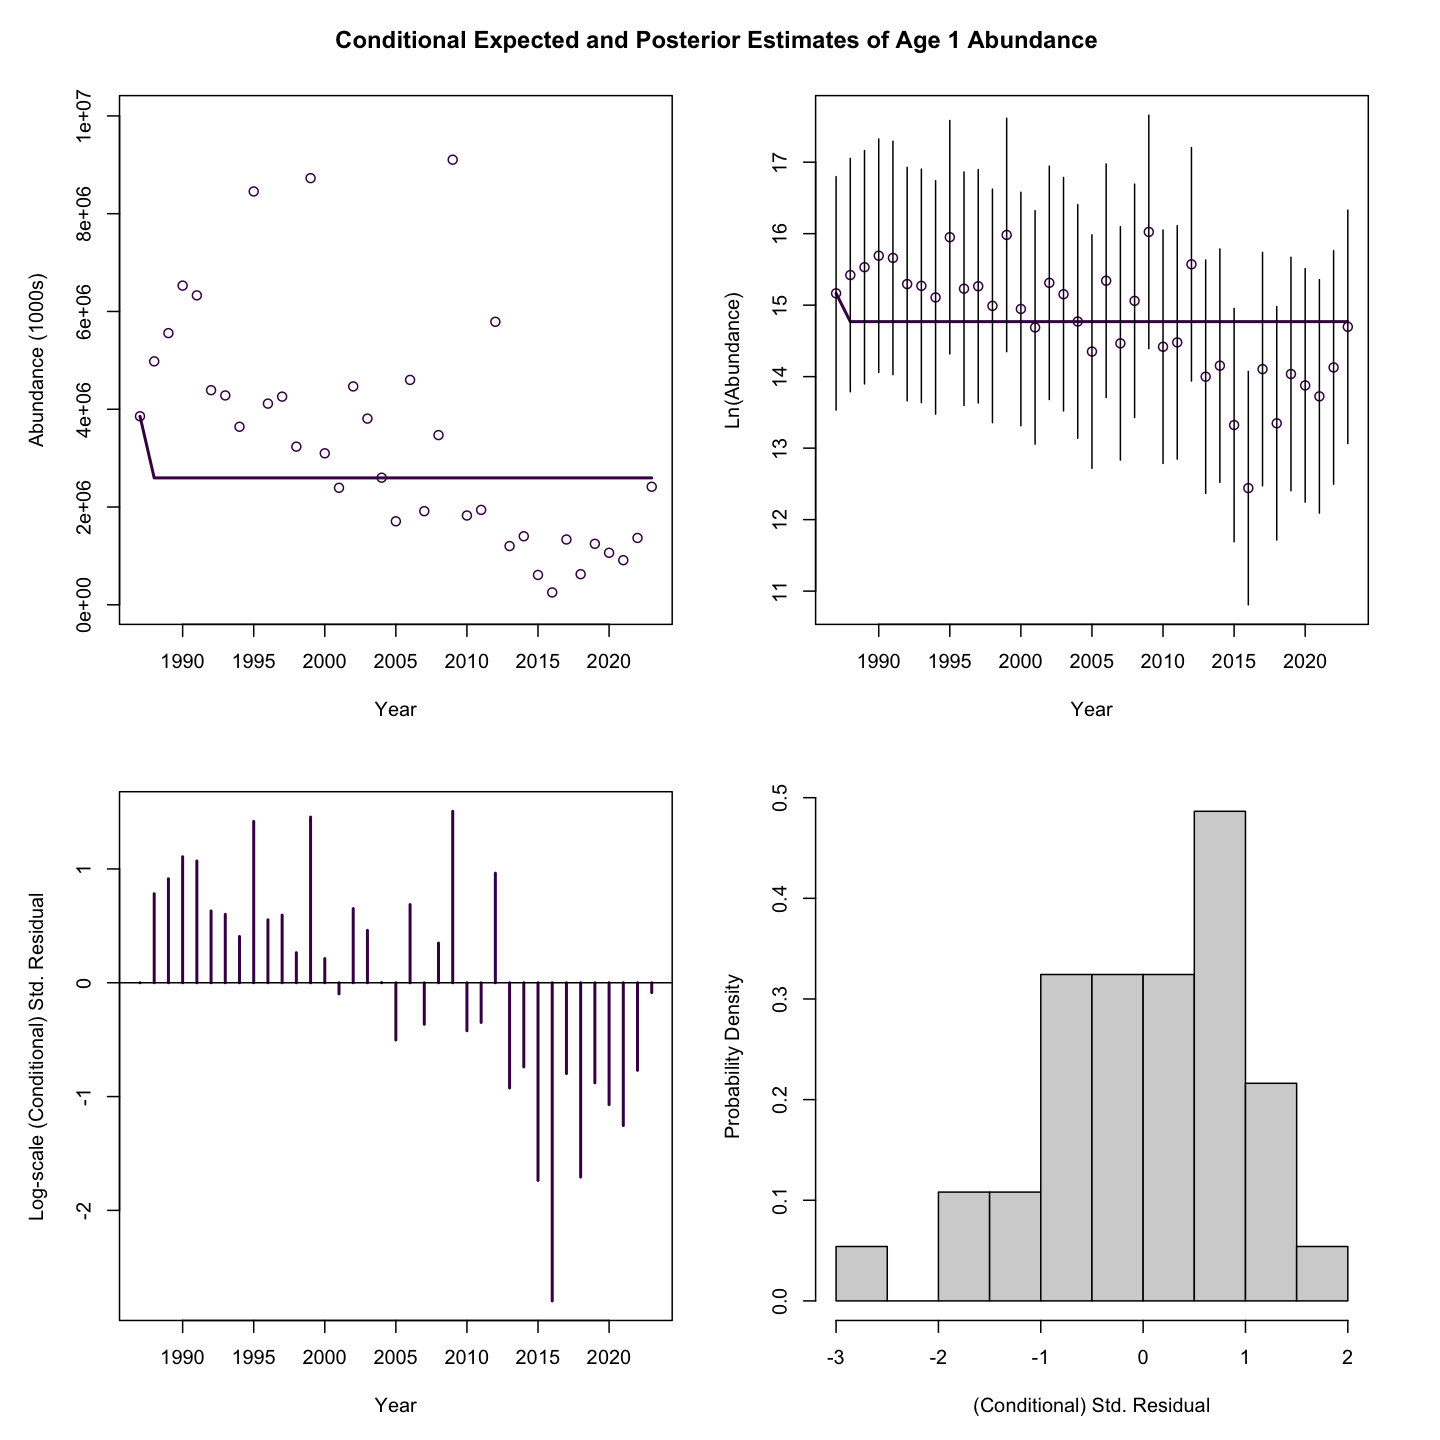 Conditional Expected and Posterior Estimates of Age 1 Abundance
Abundance (1000s)
1e+07
8e+06
6e+06
4e+06
2e+06
0e+00
1990 1995 2000 2005 2010 2015 2020
Year
Ln(Abundance)
17
16
15
14
13
12
11
1990 1995 2000 2005 2010 2015 2020
Year
Log-scale (Conditional) Std. Residual
1
0
-1
-2
1990 1995 2000 2005 2010 2015 2020
Year
Probability Density
0.5
0.4
0.3
0.2
0.1
0.0
-3 -2 -1 0 1 2
(Conditional) Std. Residual